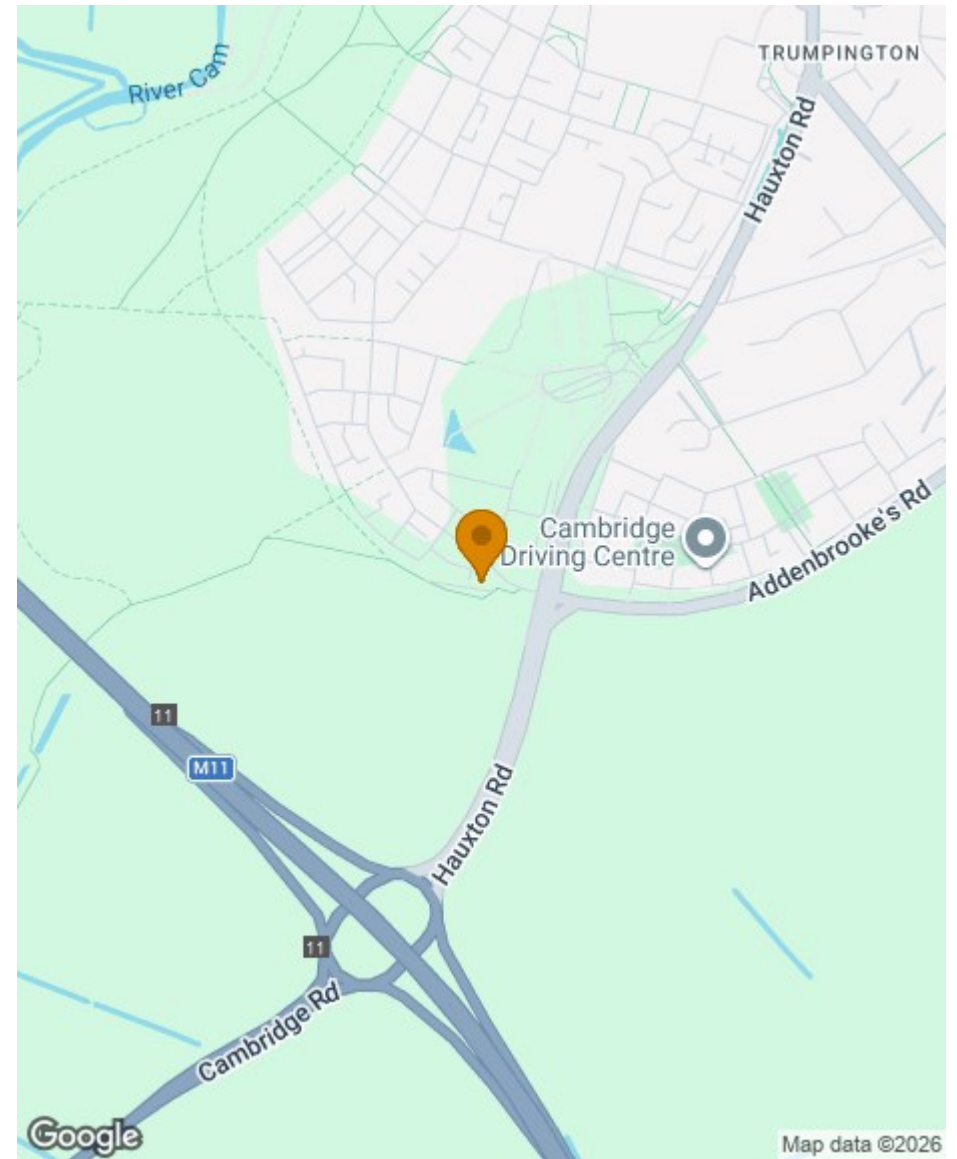 TRUMPINGTON
River Cam
Hauxton Rd
Cambridge
Driving Centre
Addenbrooke's Rd
11
M11
Hauxton Rd
11
Cambridge Rd
Google
Map data ©2026